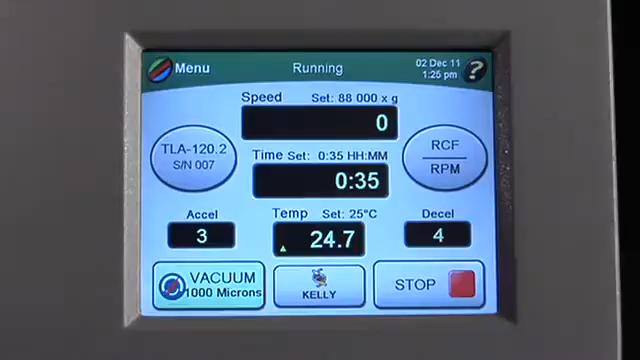 Menu
Running
02 Dec 11
1:25 pm
?
Speed Set: 88 000 x g
0
TLA-120.2
S/N 007
Time Set: 0:35 HH:MM
0:35
RCF
RPM
Accel
3
Temp Set: 25°C
24.7
Decel
4
VACUUM
1000 Microns
KELLY
STOP